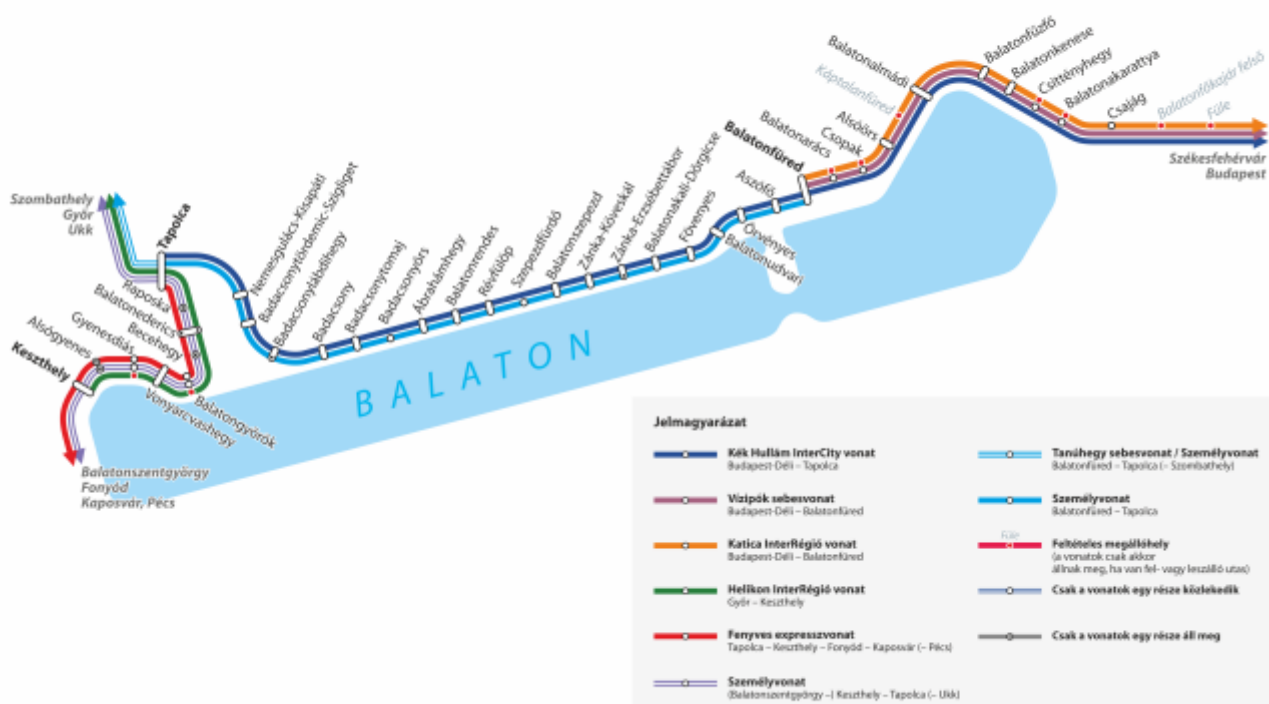 Szombathely
Győr
Ukk
Tapolca
Nemesgulács-Kisapáti
Badacsonytördemic-Szigliget
Badacsonylábdihegy
Badacsony
Badacsonytomaj
Badacsonyörs
Ábrahámhegy
Balatonrendes
Révfülöp
Szepezdfürdő
Balatonszepezd
Zánka-Köveskál
Zánka-Erzsébettábor
Balatonakali-Dörgicse
Fövenyes
Balatonudvari
Örvényes
Aszófő
Balatonfüred
Balatonarács
Csopak
Alsóörs
Káptalanfüred
Balatonalmádi
Balatonfűzfő
Balatonkenese
Csittényhegy
Balatonakarattya
Csajág
Balatonfőkajár felső
Füle
Székesfehérvár
Budapest
Raposka
Balatonederics
Becehegy
Gyenesdiás
Alsógyenes
Keszthely
Balatongyörök
Vonyarcvashegy
Balatonszentgyörgy
Fonyód
Kaposvár, Pécs
BALATON
Jelmagyarázat
Kék Hullám InterCity vonat
Budapest-Déli – Tapolca
Vízipók sebesvonat
Budapest-Déli – Balatonfüred
Katica InterRégió vonat
Budapest-Déli – Balatonfüred
Helikon InterRégió vonat
Győr – Keszthely
Fenyves expresszvonat
Tapolca – Keszthely – Fonyód – Kaposvár (– Pécs)
Személyvonat
(Balatonszentgyörgy –) Keszthely – Tapolca (– Ukk)
Tanúhegy sebesvonat / Személyvonat
Balatonfüred – Tapolca (– Szombathely)
Személyvonat
Balatonfüred – Tapolca
Füle
Feltételes megállóhely
(a vonatok csak akkor
állnak meg, ha van fel- vagy leszálló utas)
Csak a vonatok egy része közlekedik
Csak a vonatok egy része áll meg